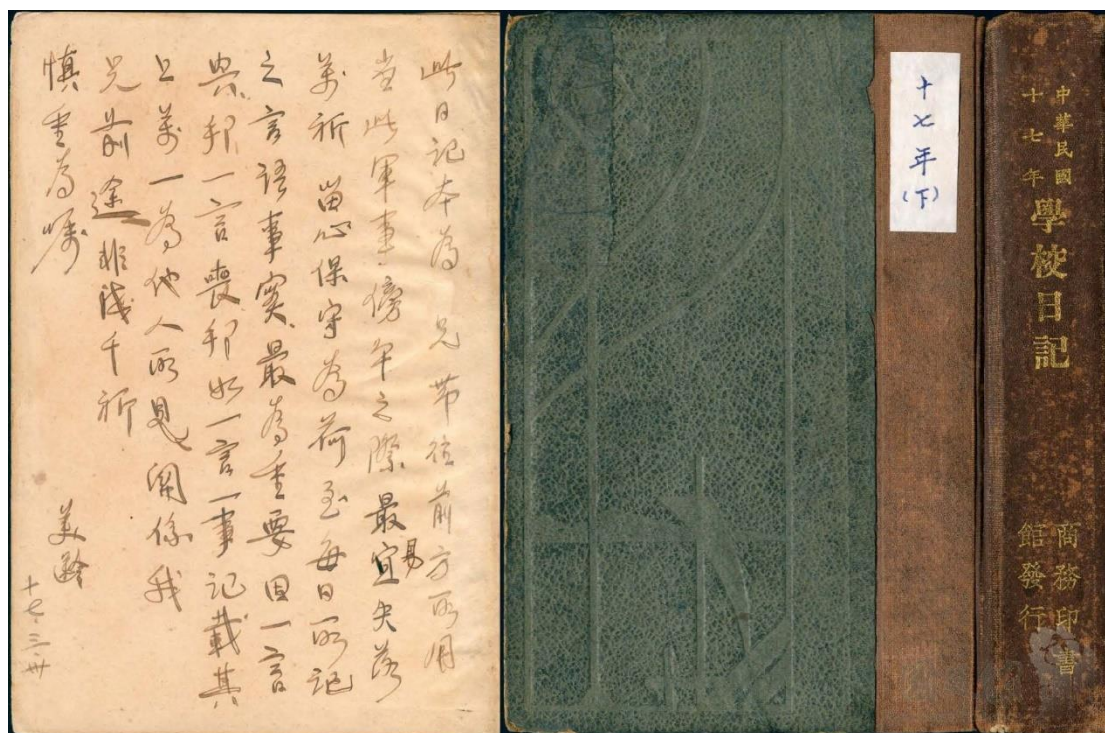 此日記本為 兄帶往前方所用
當此軍事傍午之際最宜易失落
萬祈 留心保守為荷至每日所記
之言語事實最為重要因一言
興邦一言喪邦如一言一事記載其
上萬一為他人所見關係我
兄前途非淺千祈
慎重為囑
美齡
十七、三、卅
十七年
(下)
中華民國
十七年
學校日記
商務印書
館發行